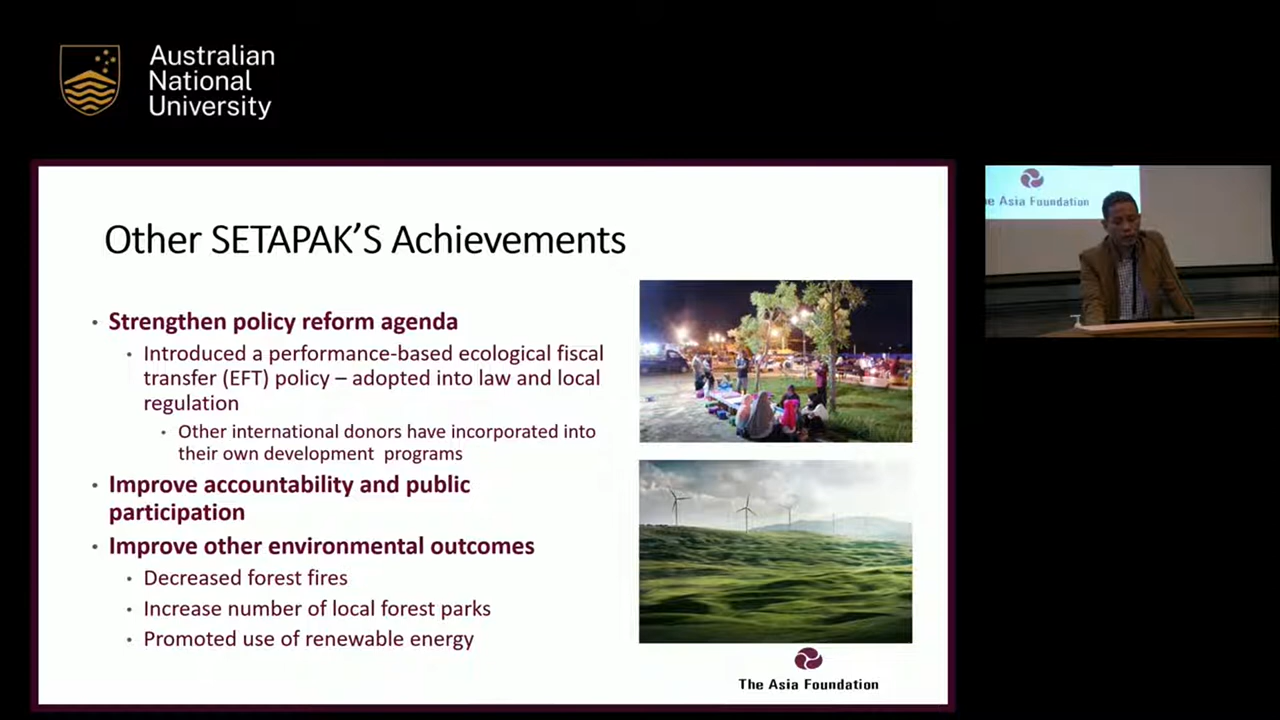 Australian
National
University
Other SETAPAK'S Achievements
• Strengthen policy reform agenda
• Introduced a performance-based ecological fiscal
transfer (EFT) policy – adopted into law and local
regulation
• Other international donors have incorporated into
their own development programs
• Improve accountability and public
participation
• Improve other environmental outcomes
• Decreased forest fires
• Increase number of local forest parks
• Promoted use of renewable energy
The Asia Foundation
he Asia Foundation